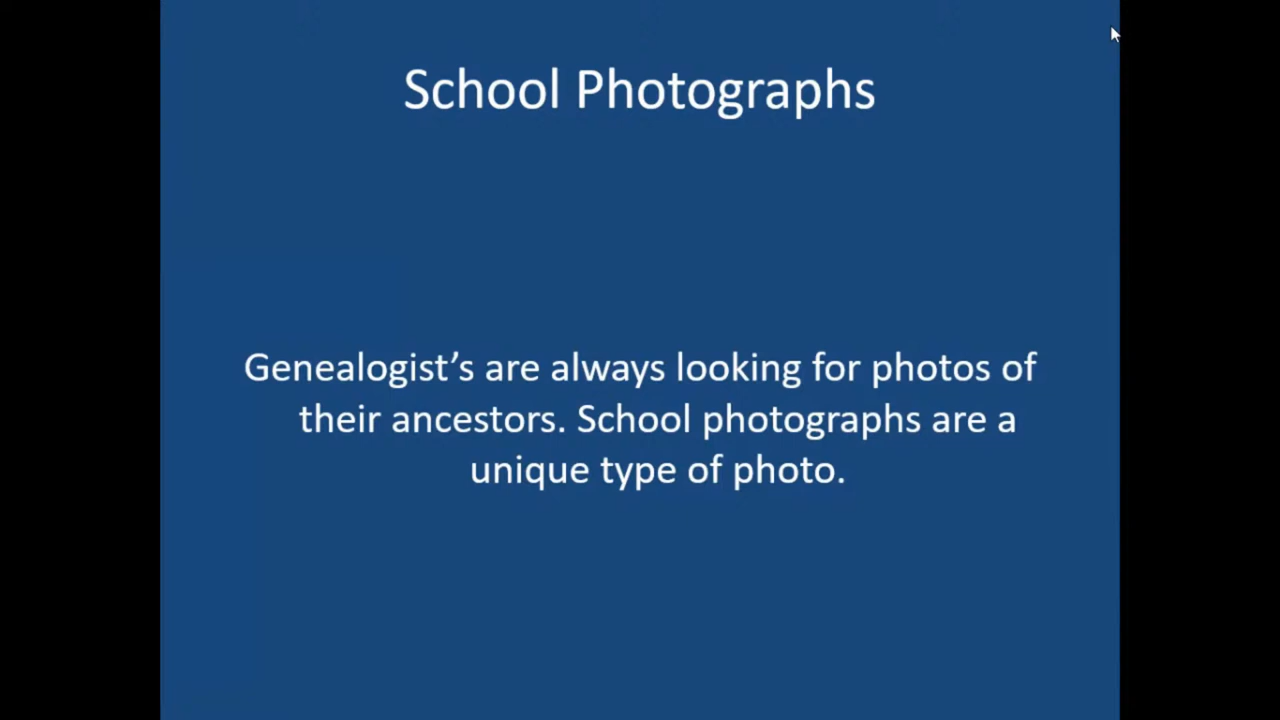 School Photographs
Genealogist’s are always looking for photos of
their ancestors. School photographs are a
unique type of photo.